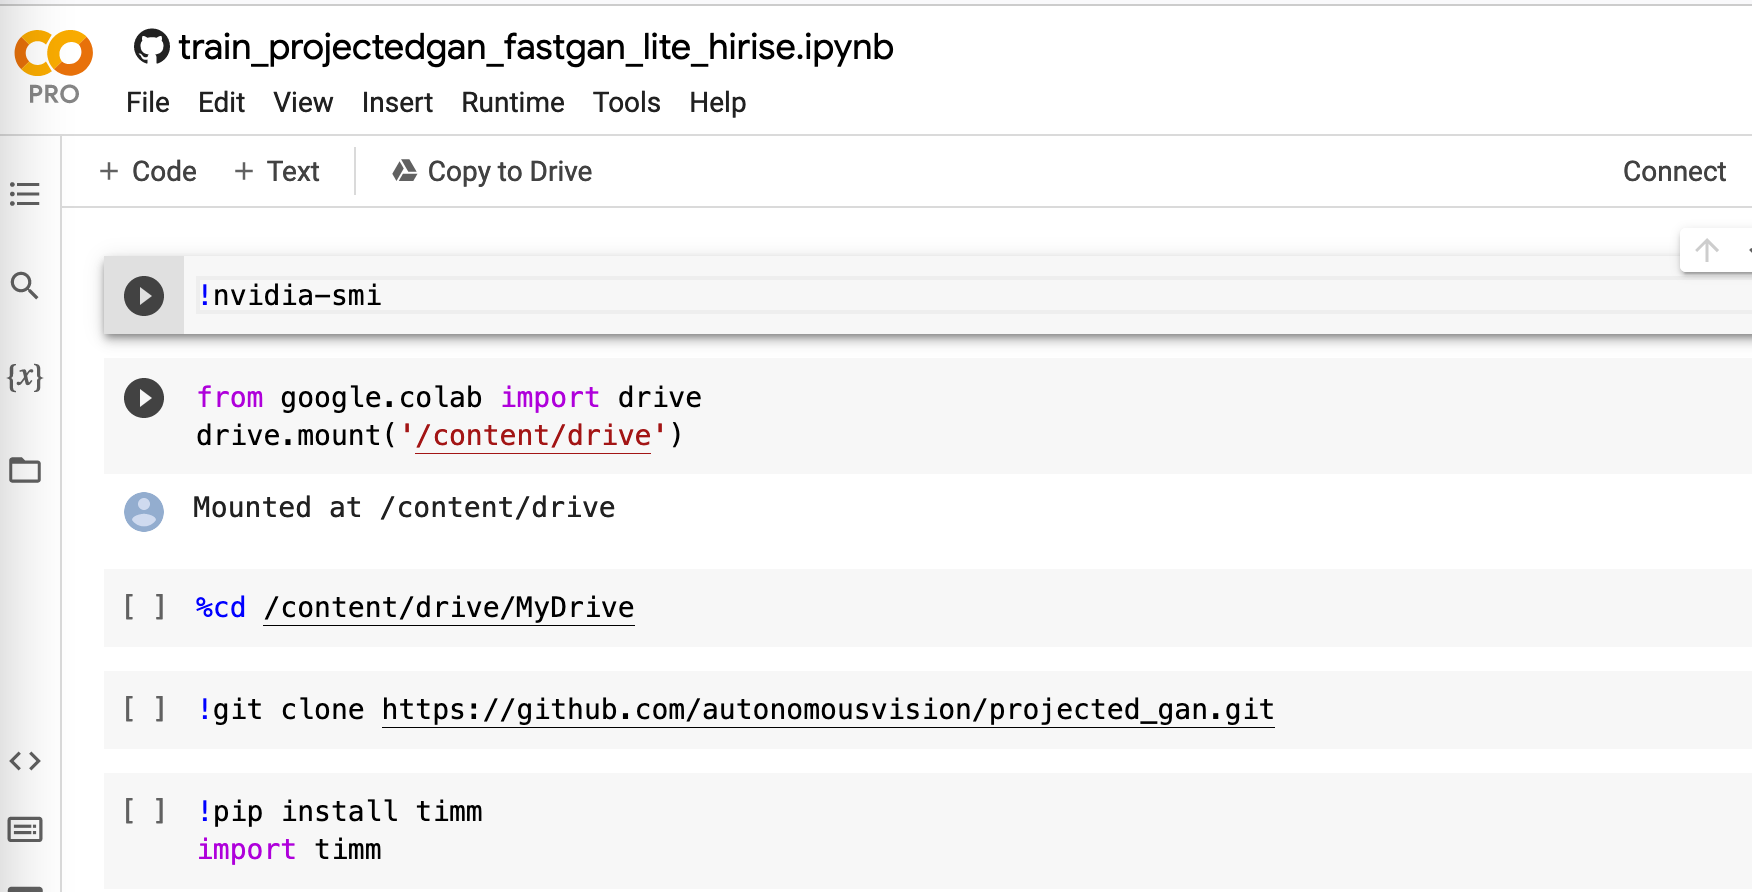 train_projectedgan_fastgan_lite_hirise.ipynb
PRO
File Edit View Insert Runtime Tools Help
+ Code + Text Copy to Drive Connect
!nvidia-smi
{x}
from google.colab import drive
drive.mount('/content/drive')
Mounted at /content/drive
[ ] %cd /content/drive/MyDrive
[ ] !git clone https://github.com/autonomousvision/projected_gan.git
[ ] !pip install timm
import timm